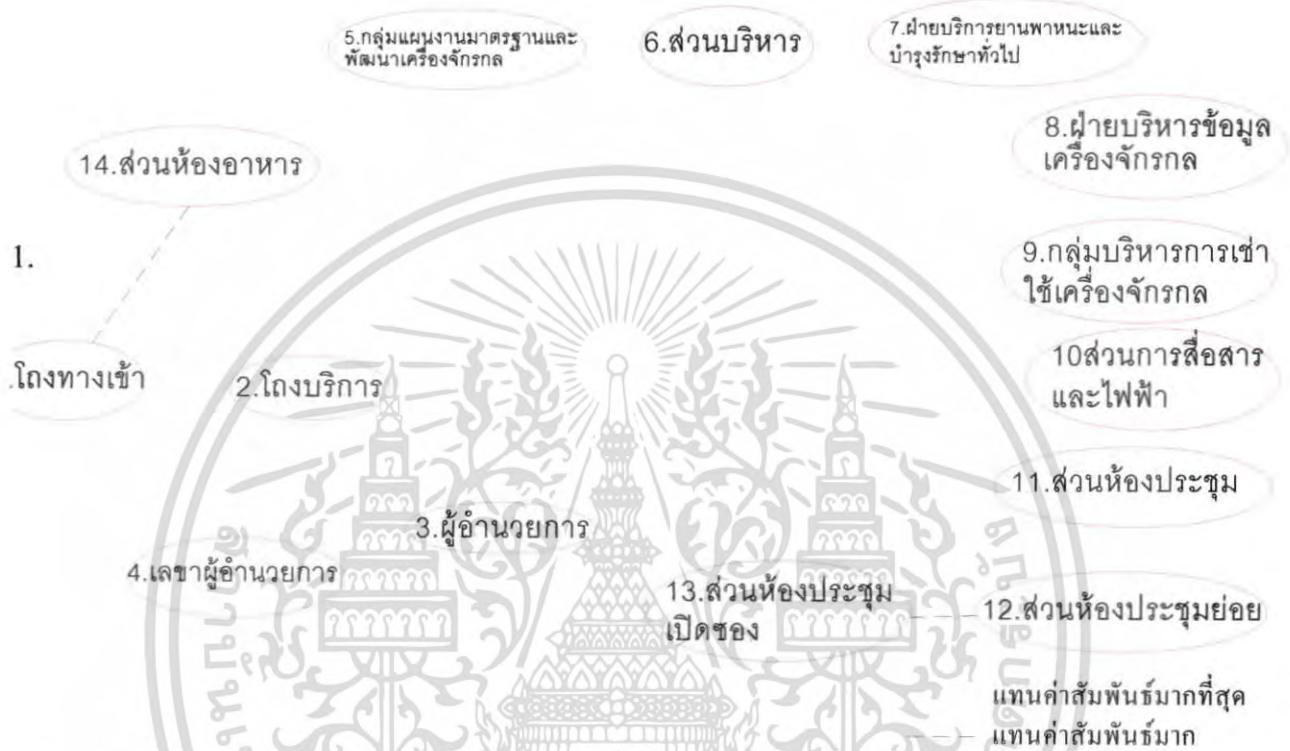 5.กลุ่มแผนงานมาตรฐานและ
พัฒนาเครื่องจักรกล
6.ส่วนบริหาร
7.ฝ่ายบริการยานพาหนะและ
บำรุงรักษาทั่วไป
8.ฝ่ายบริหารข้อมูล
เครื่องจักรกล
14.ส่วนห้องอาหาร
1.
9.กลุ่มบริหารการเช่า
ใช้เครื่องจักรกล
.โถงทางเข้า
2.โถงบริการ
10ส่วนการสื่อสาร
และไฟฟ้า
11.ส่วนห้องประชุม
3.ผู้อำนวยการ
4.เลขาผู้อำนวยการ
13.ส่วนห้องประชุม
เปิดซอง
12.ส่วนห้องประชุมย่อย
แทนค่าสัมพันธ์มากที่สุด
แทนค่าสัมพันธ์มาก